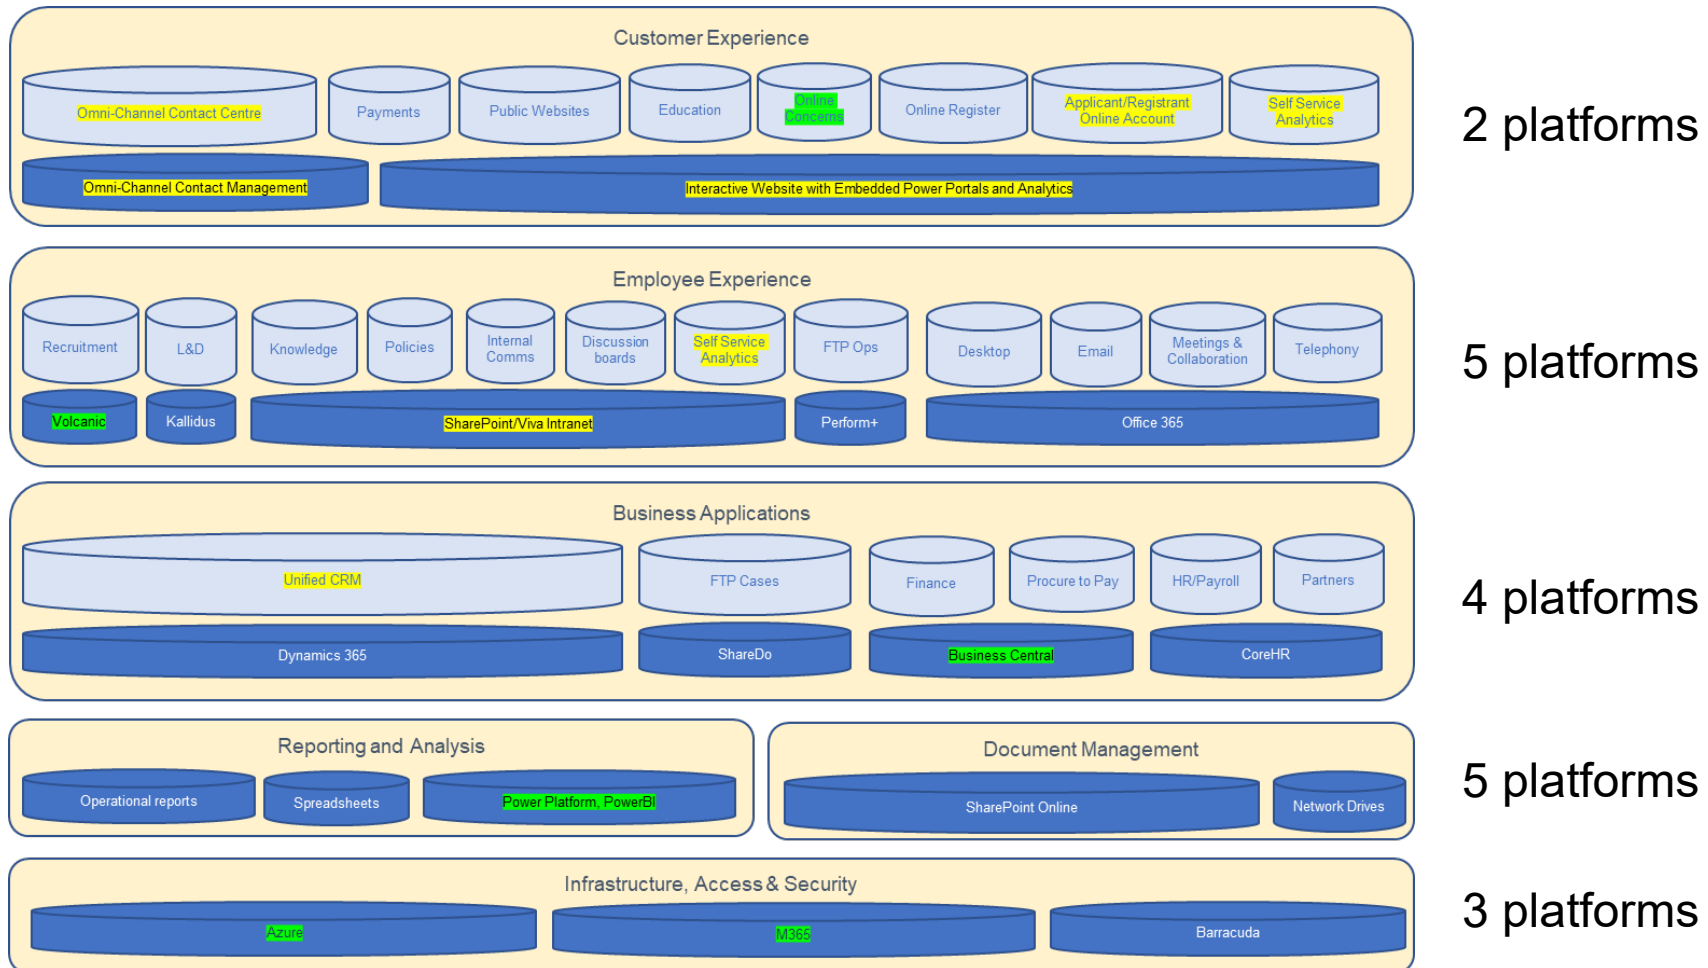 Customer Experience
Omni-Channel Contact Centre
Payments
Public Websites
Education
Online
Concerns
Online Register
Applicant/Registrant
Online Account
Self Service
Analytics
Omni-Channel Contact Management
Interactive Website with Embedded Power Portals and Analytics
2 platforms
Employee Experience
Recruitment
L&D
Knowledge
Policies
Internal
Comms
Discussion
boards
Self Service
Analytics
FTP Ops
Desktop
Email
Meetings &
Collaboration
Telephony
Volcanic
Kallidus
SharePoint/Viva Intranet
Perform+
Office 365
5 platforms
Business Applications
Unified CRM
FTP Cases
Finance
Procure to Pay
HR/Payroll
Partners
Dynamics 365
ShareDo
Business Central
CoreHR
4 platforms
Reporting and Analysis
Operational reports
Spreadsheets
Power Platform, PowerBI
Document Management
SharePoint Online
Network Drives
5 platforms
Infrastructure, Access & Security
Azure
M365
Barracuda
3 platforms